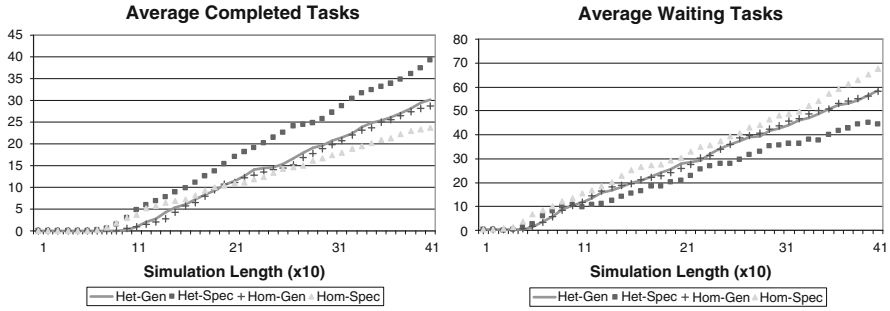 Average Completed Tasks
45
40
35
30
25
20
15
10
5
0
1 11 21 31 41
Simulation Length (x10)
Het-Gen Het-Spec Hom-Gen Hom-Spec
Average Waiting Tasks
80
70
60
50
40
30
20
10
0
1 11 21 31 41
Simulation Length (x10)
Het-Gen Het-Spec Hom-Gen Hom-Spec